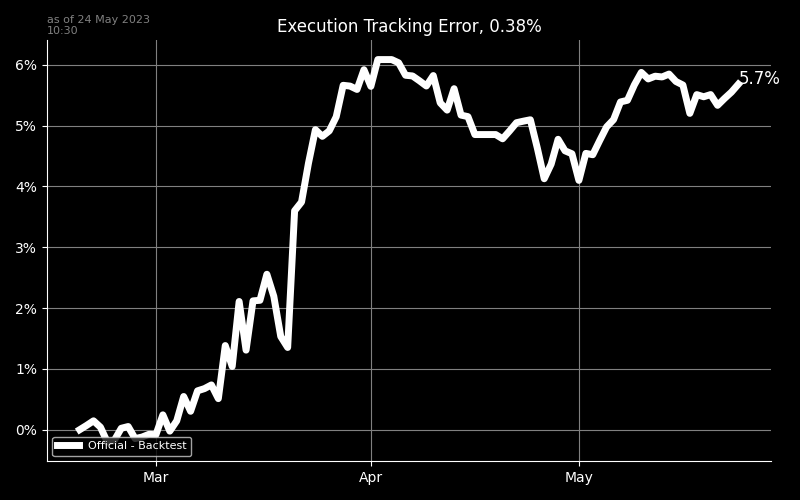 as of 24 May 2023
10:30
Execution Tracking Error, 0.38%
6%
5.7%
5%
4%
3%
2%
1%
0%
Official - Backtest
Mar
Apr
May